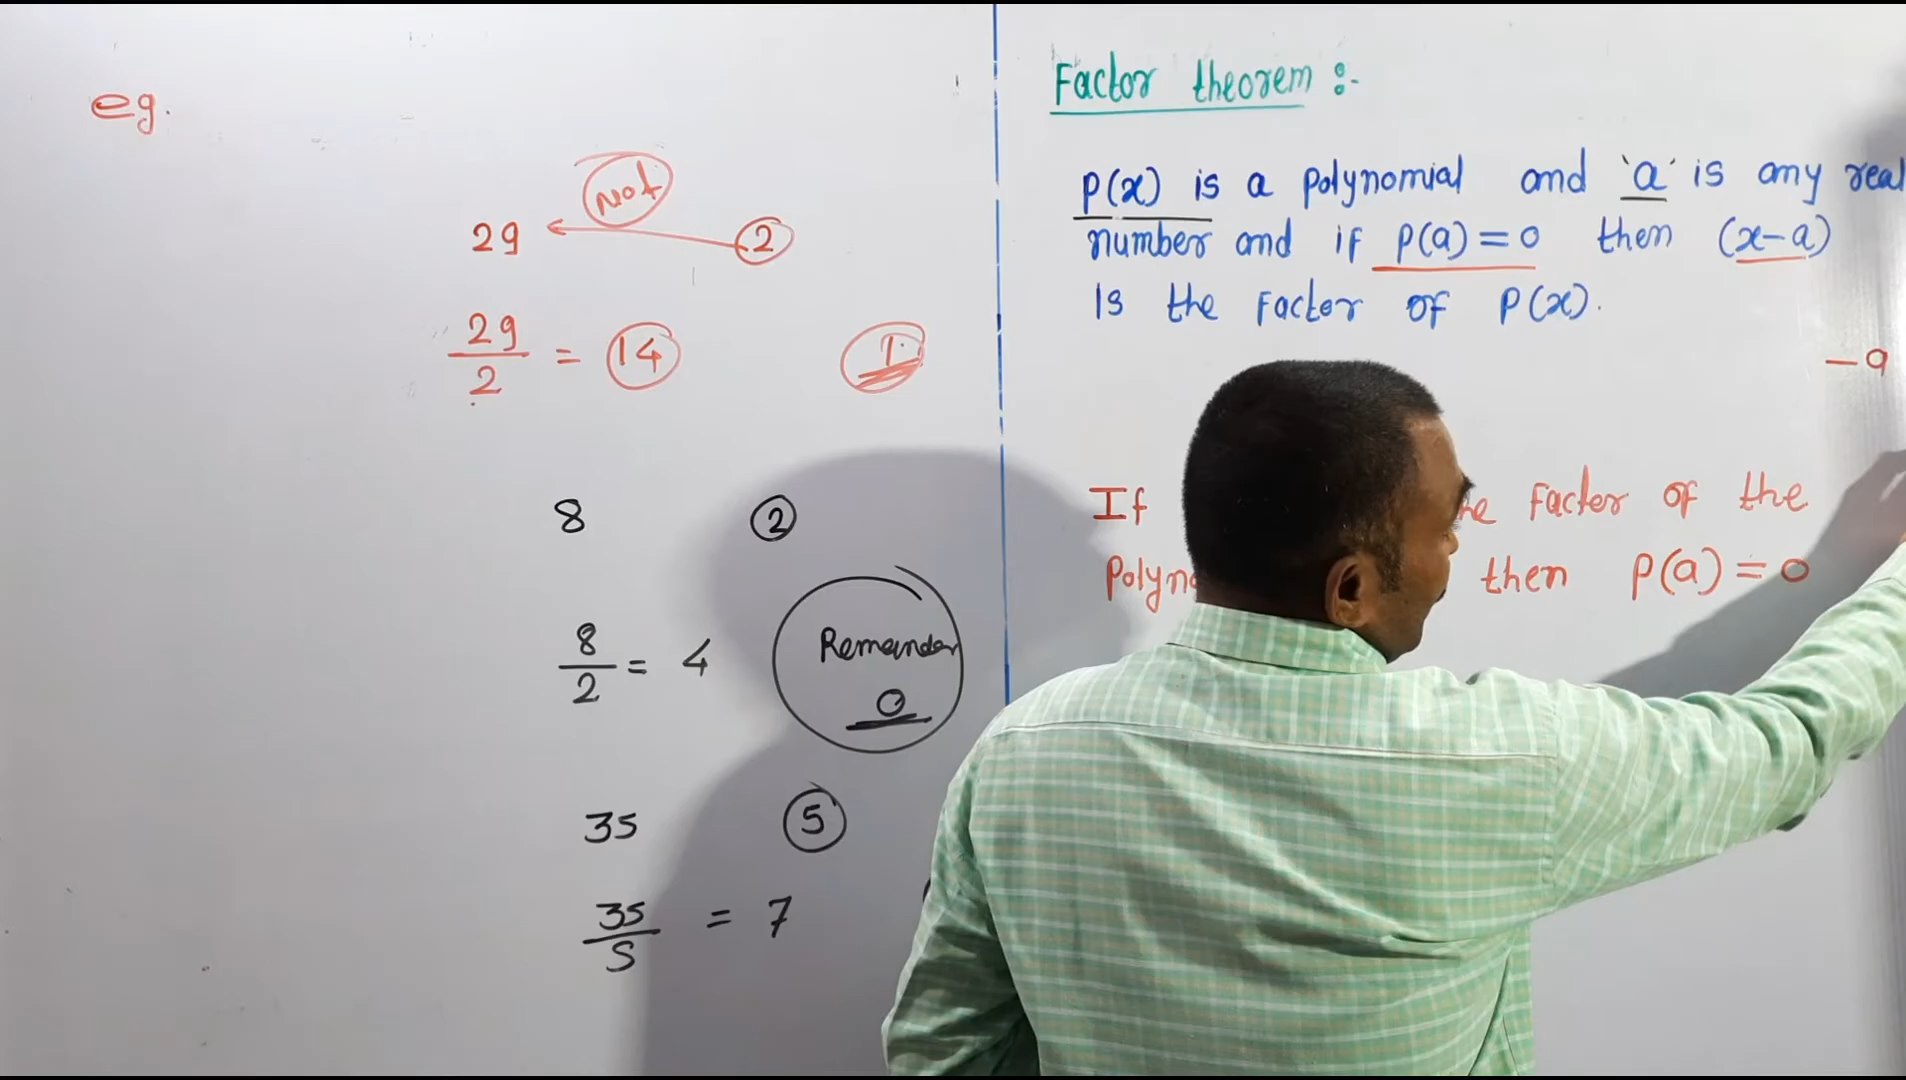 eg.
not
29 2
29
2
= 14 1
8 2
8
2
= 4
Remainder
0
35 5
35
5
= 7
Factor theorem :-
P(x) is a polynomial and 'a' is any real
number and if P(a) = 0 then (x-a)
is the factor of P(x).
-a
If factor of the
then P(a) = 0